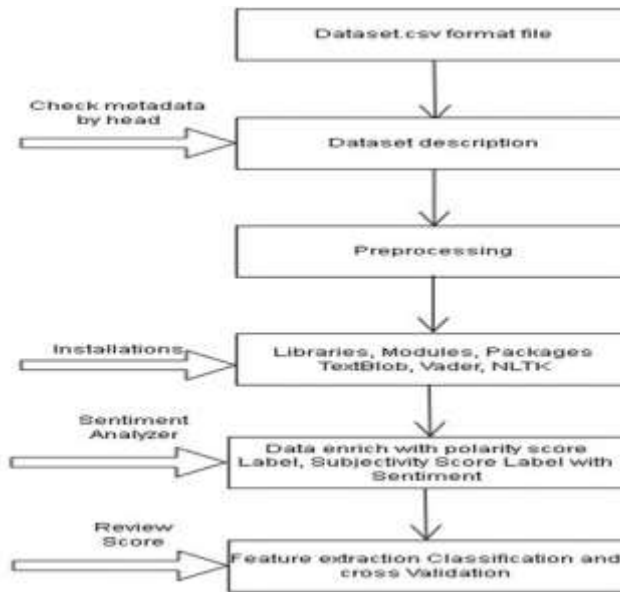 Dataset.csv format file
Check metadata
by head
Dataset description
Preprocessing
Installations
Libraries, Modules, Packages
TextBlob, Vader, NLTK
Sentiment
Analyzer
Data enrich with polarity score
Label, Subjectivity Score Label with
Sentiment
Review
Score
Feature extraction Classification and
cross Validation